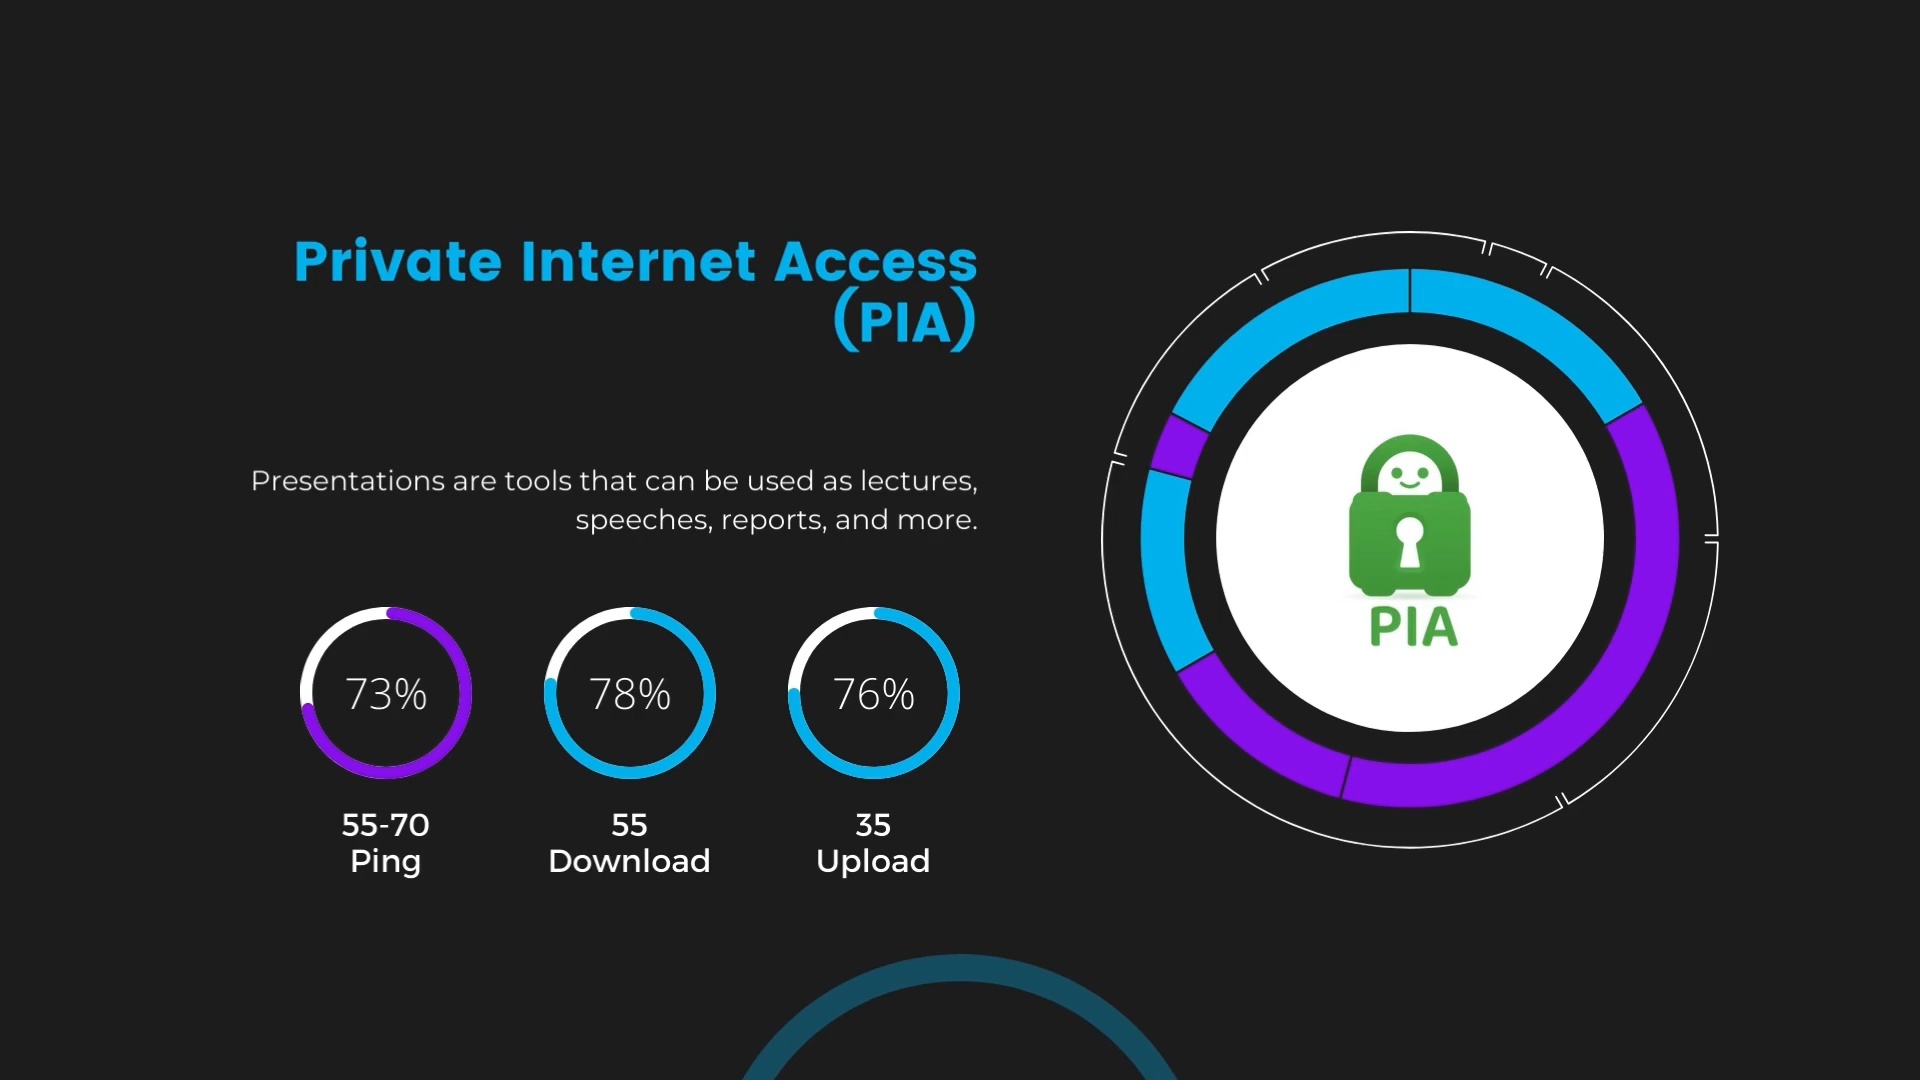 Private Internet Access
(PIA)
Presentations are tools that can be used as lectures,
speeches, reports, and more.
73%
78%
76%
55-70
Ping
55
Download
35
Upload
PIA